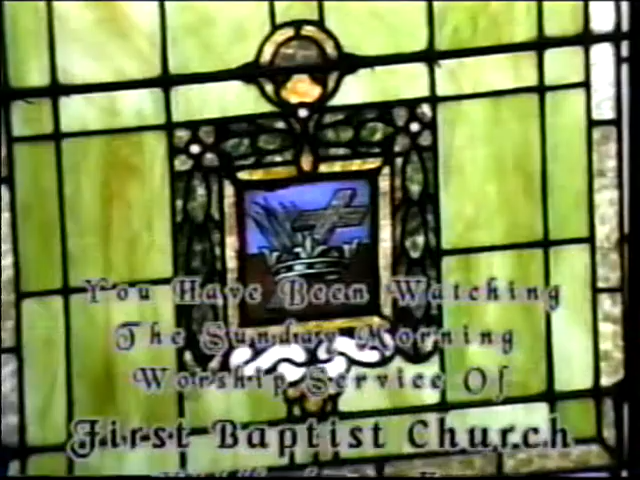 You Have Been Watching
The Sunday Morning
Worship Service Of
First Baptist Church